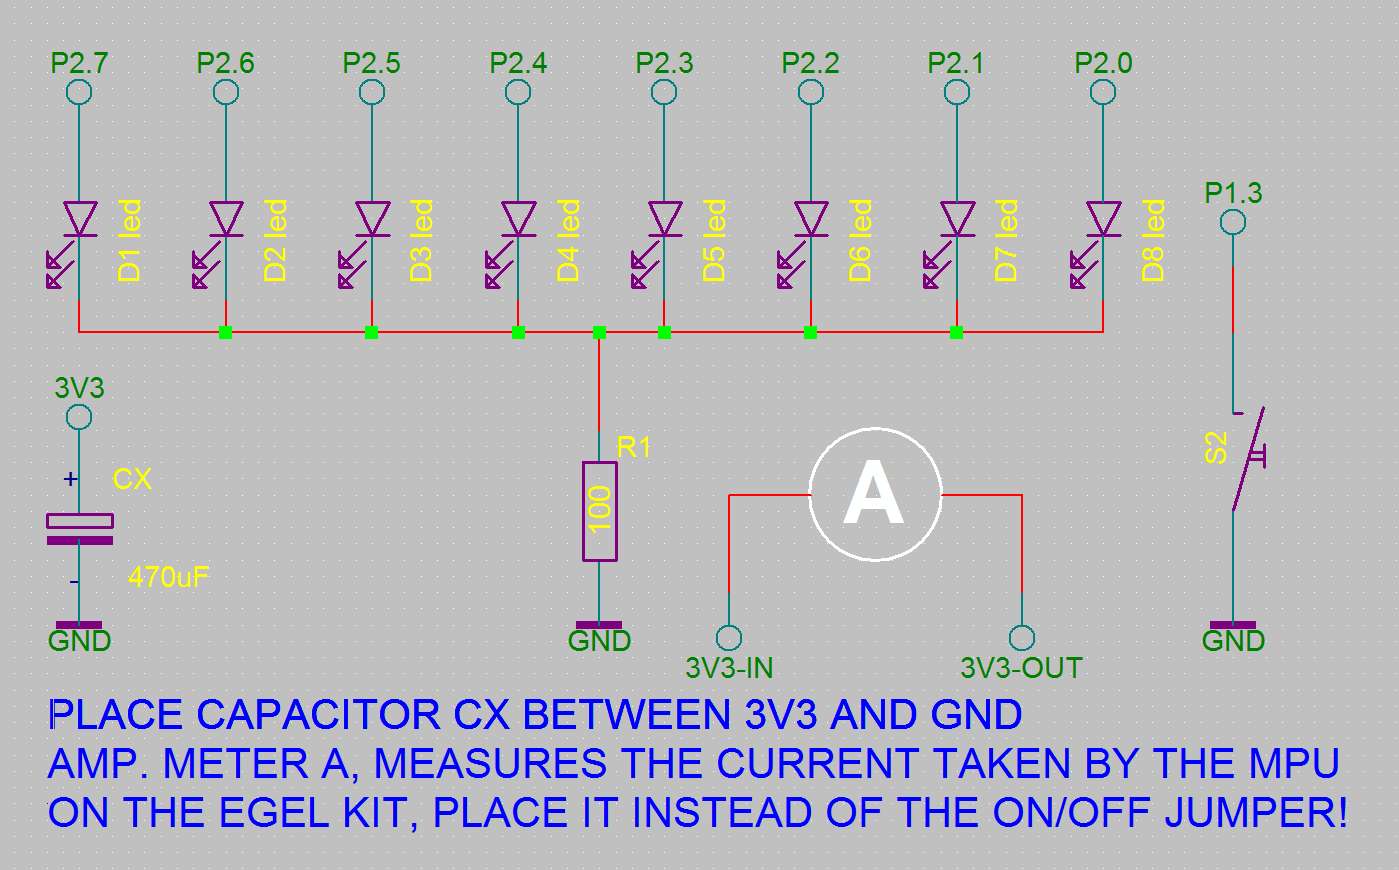 P2.7 P2.6 P2.5 P2.4 P2.3 P2.2 P2.1 P2.0
P1.3
D1 led D2 led D3 led D4 led D5 led D6 led D7 led D8 led
3V3
R1
S2
+ CX
100
A
- 470uF
GND GND GND
3V3-IN 3V3-OUT
PLACE CAPACITOR CX BETWEEN 3V3 AND GND
AMP. METER A, MEASURES THE CURRENT TAKEN BY THE MPU
ON THE EGEL KIT, PLACE IT INSTEAD OF THE ON/OFF JUMPER!